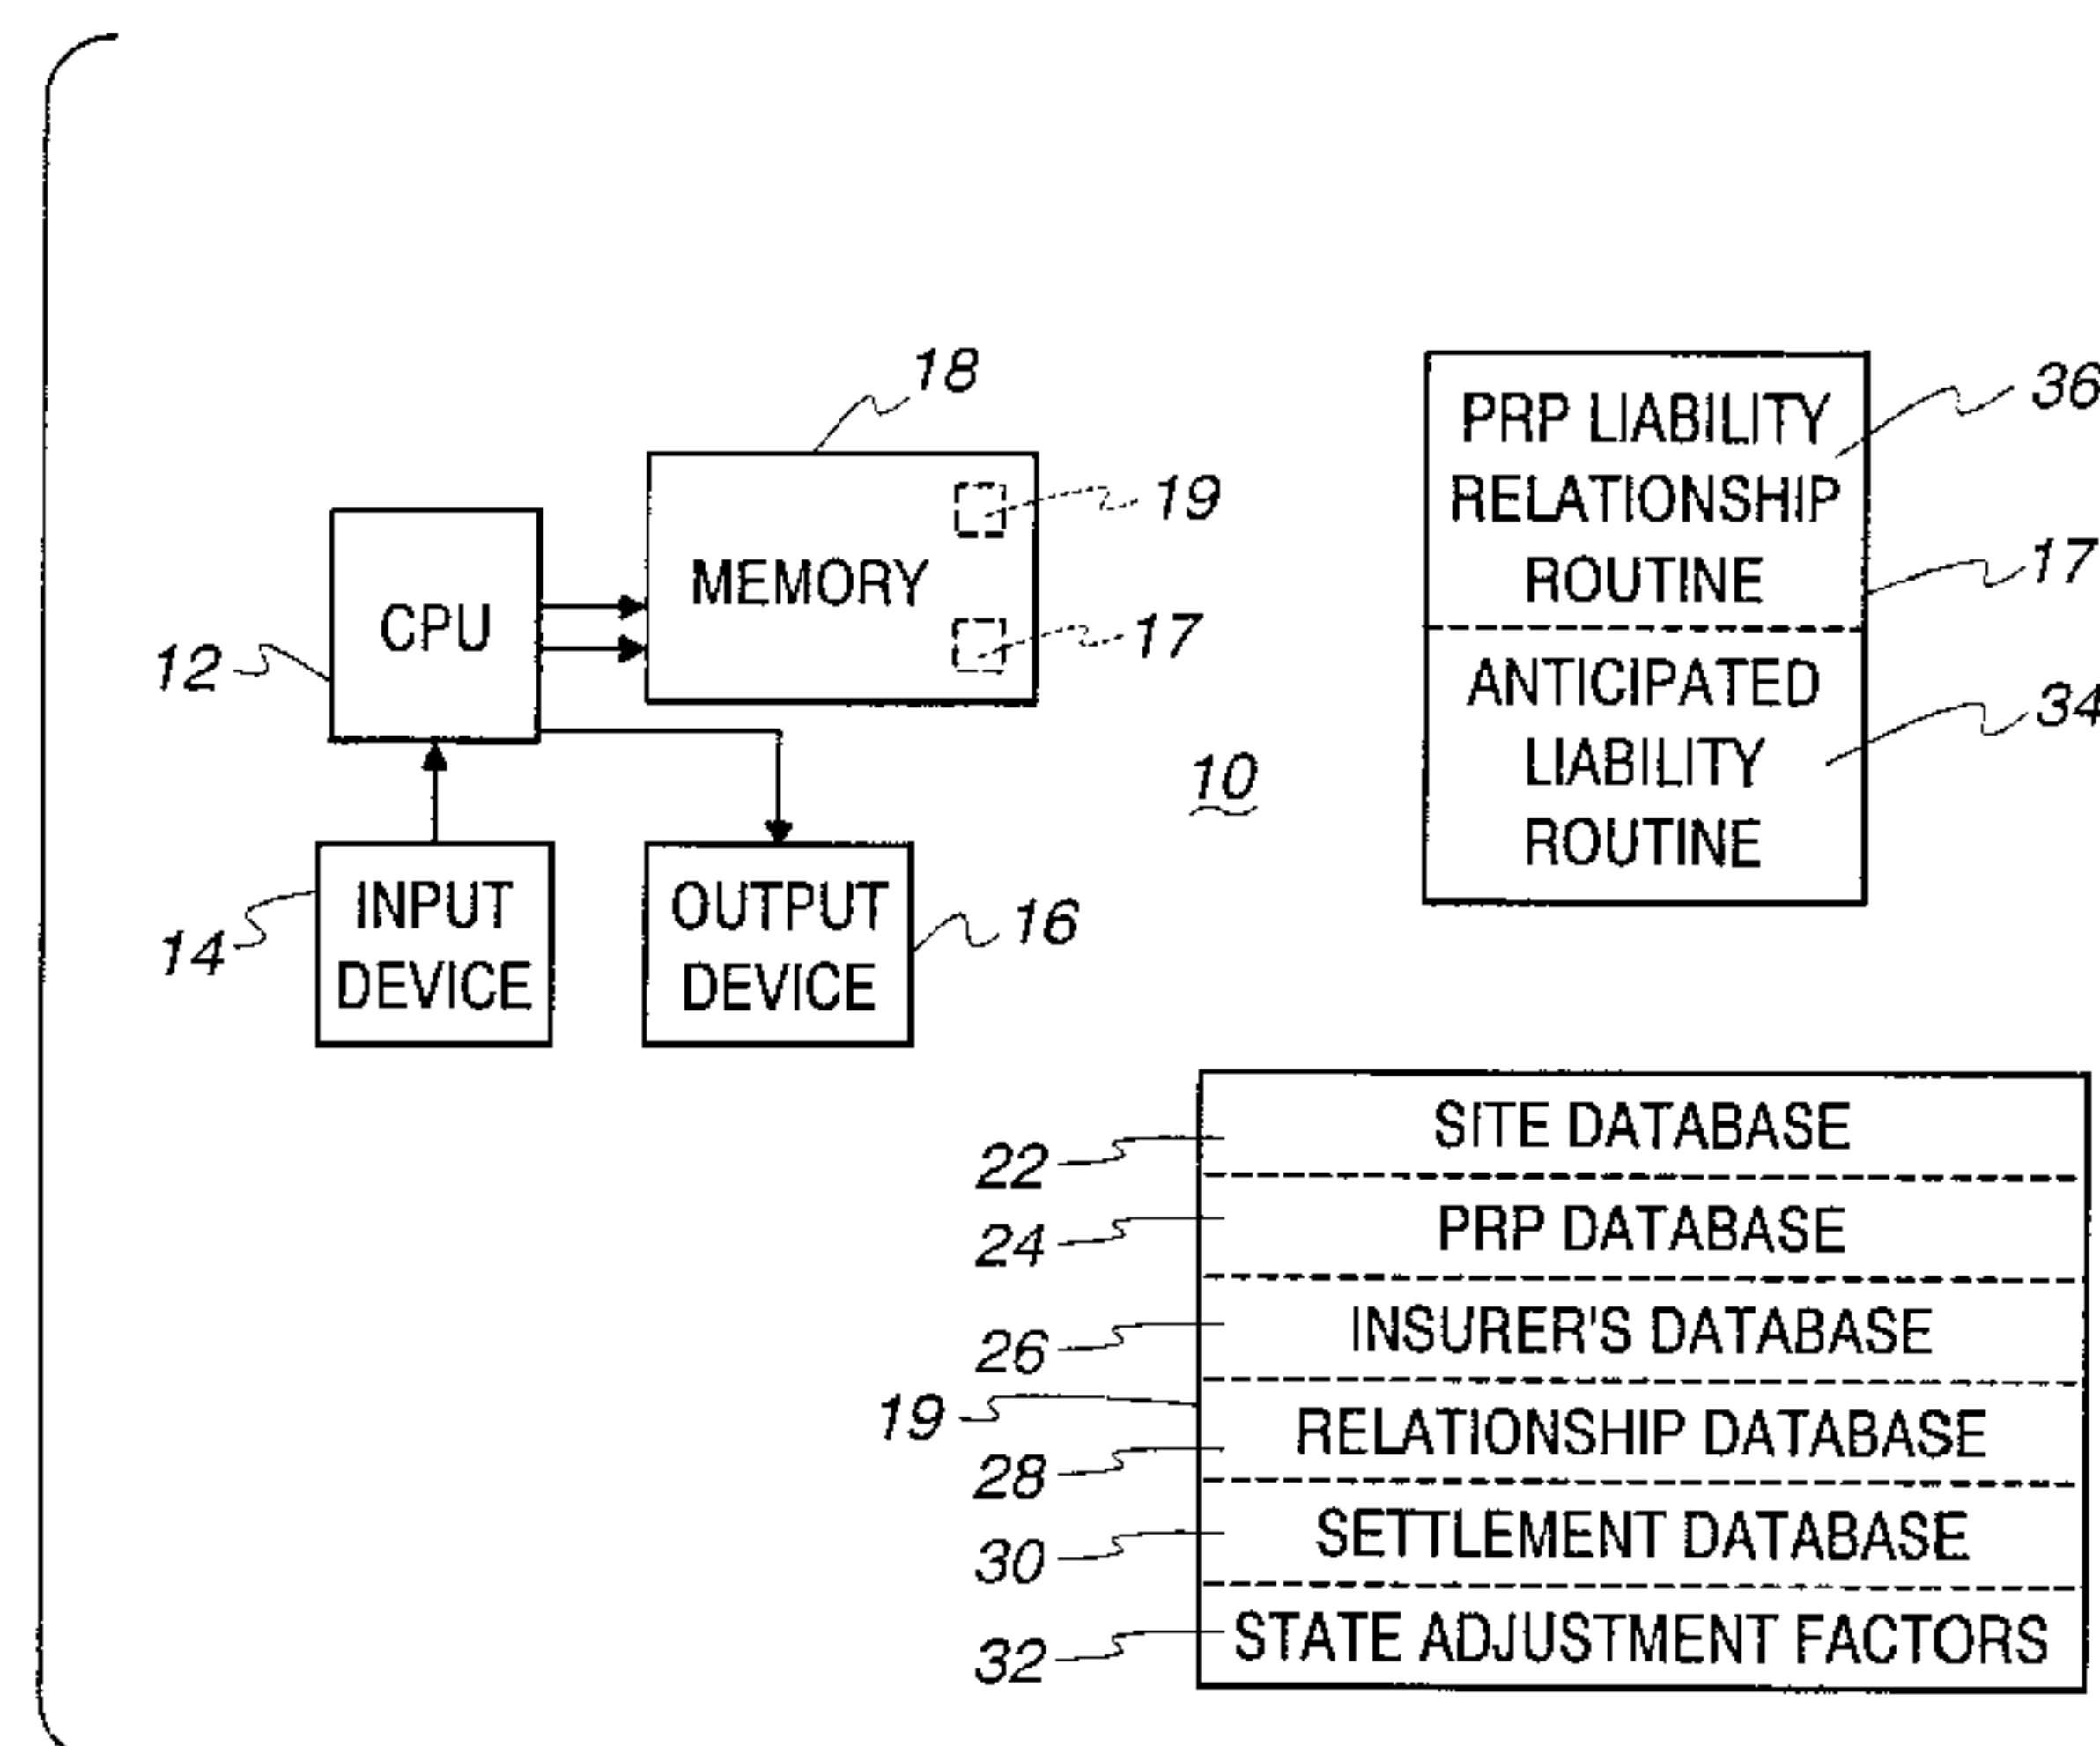 18
19
MEMORY
17
CPU
12
10
INPUT
DEVICE
14
OUTPUT
DEVICE
16
PRP LIABILITY
RELATIONSHIP
ROUTINE
36
17
ANTICIPATED
LIABILITY
ROUTINE
34
22 SITE DATABASE
24 PRP DATABASE
26 INSURER'S DATABASE
19
28 RELATIONSHIP DATABASE
30 SETTLEMENT DATABASE
32 STATE ADJUSTMENT FACTORS